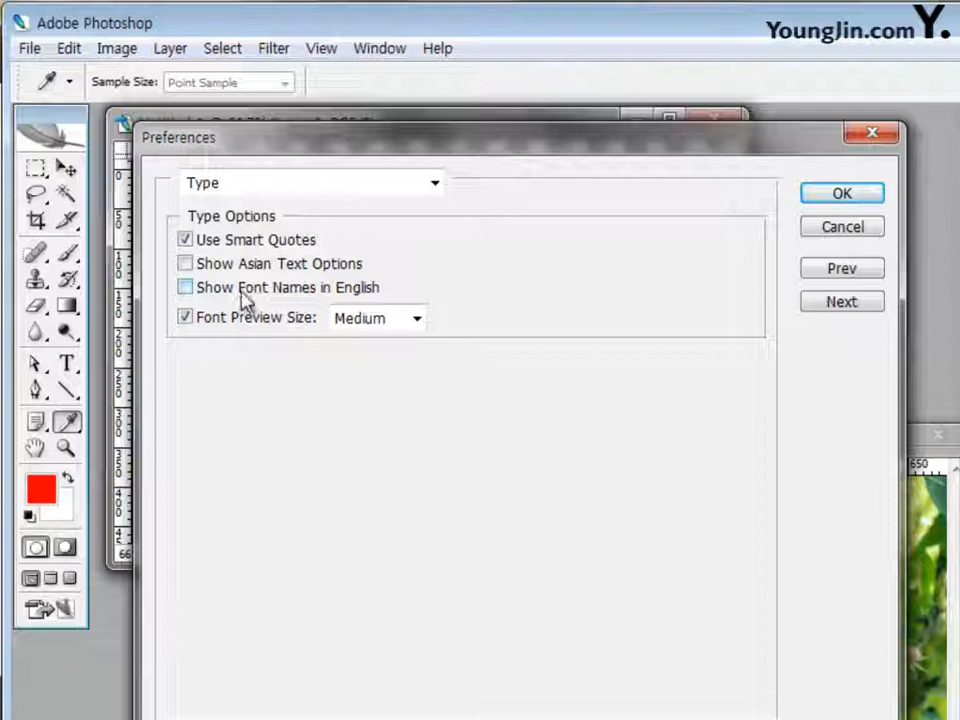 Adobe Photoshop
YoungJin.com Y.
File Edit Image Layer Select Filter View Window Help
Sample Size: Point Sample
Preferences
Type
OK
Type Options
Cancel
Use Smart Quotes
Show Asian Text Options
Prev
Show Font Names in English
Next
Font Preview Size: Medium
650
66